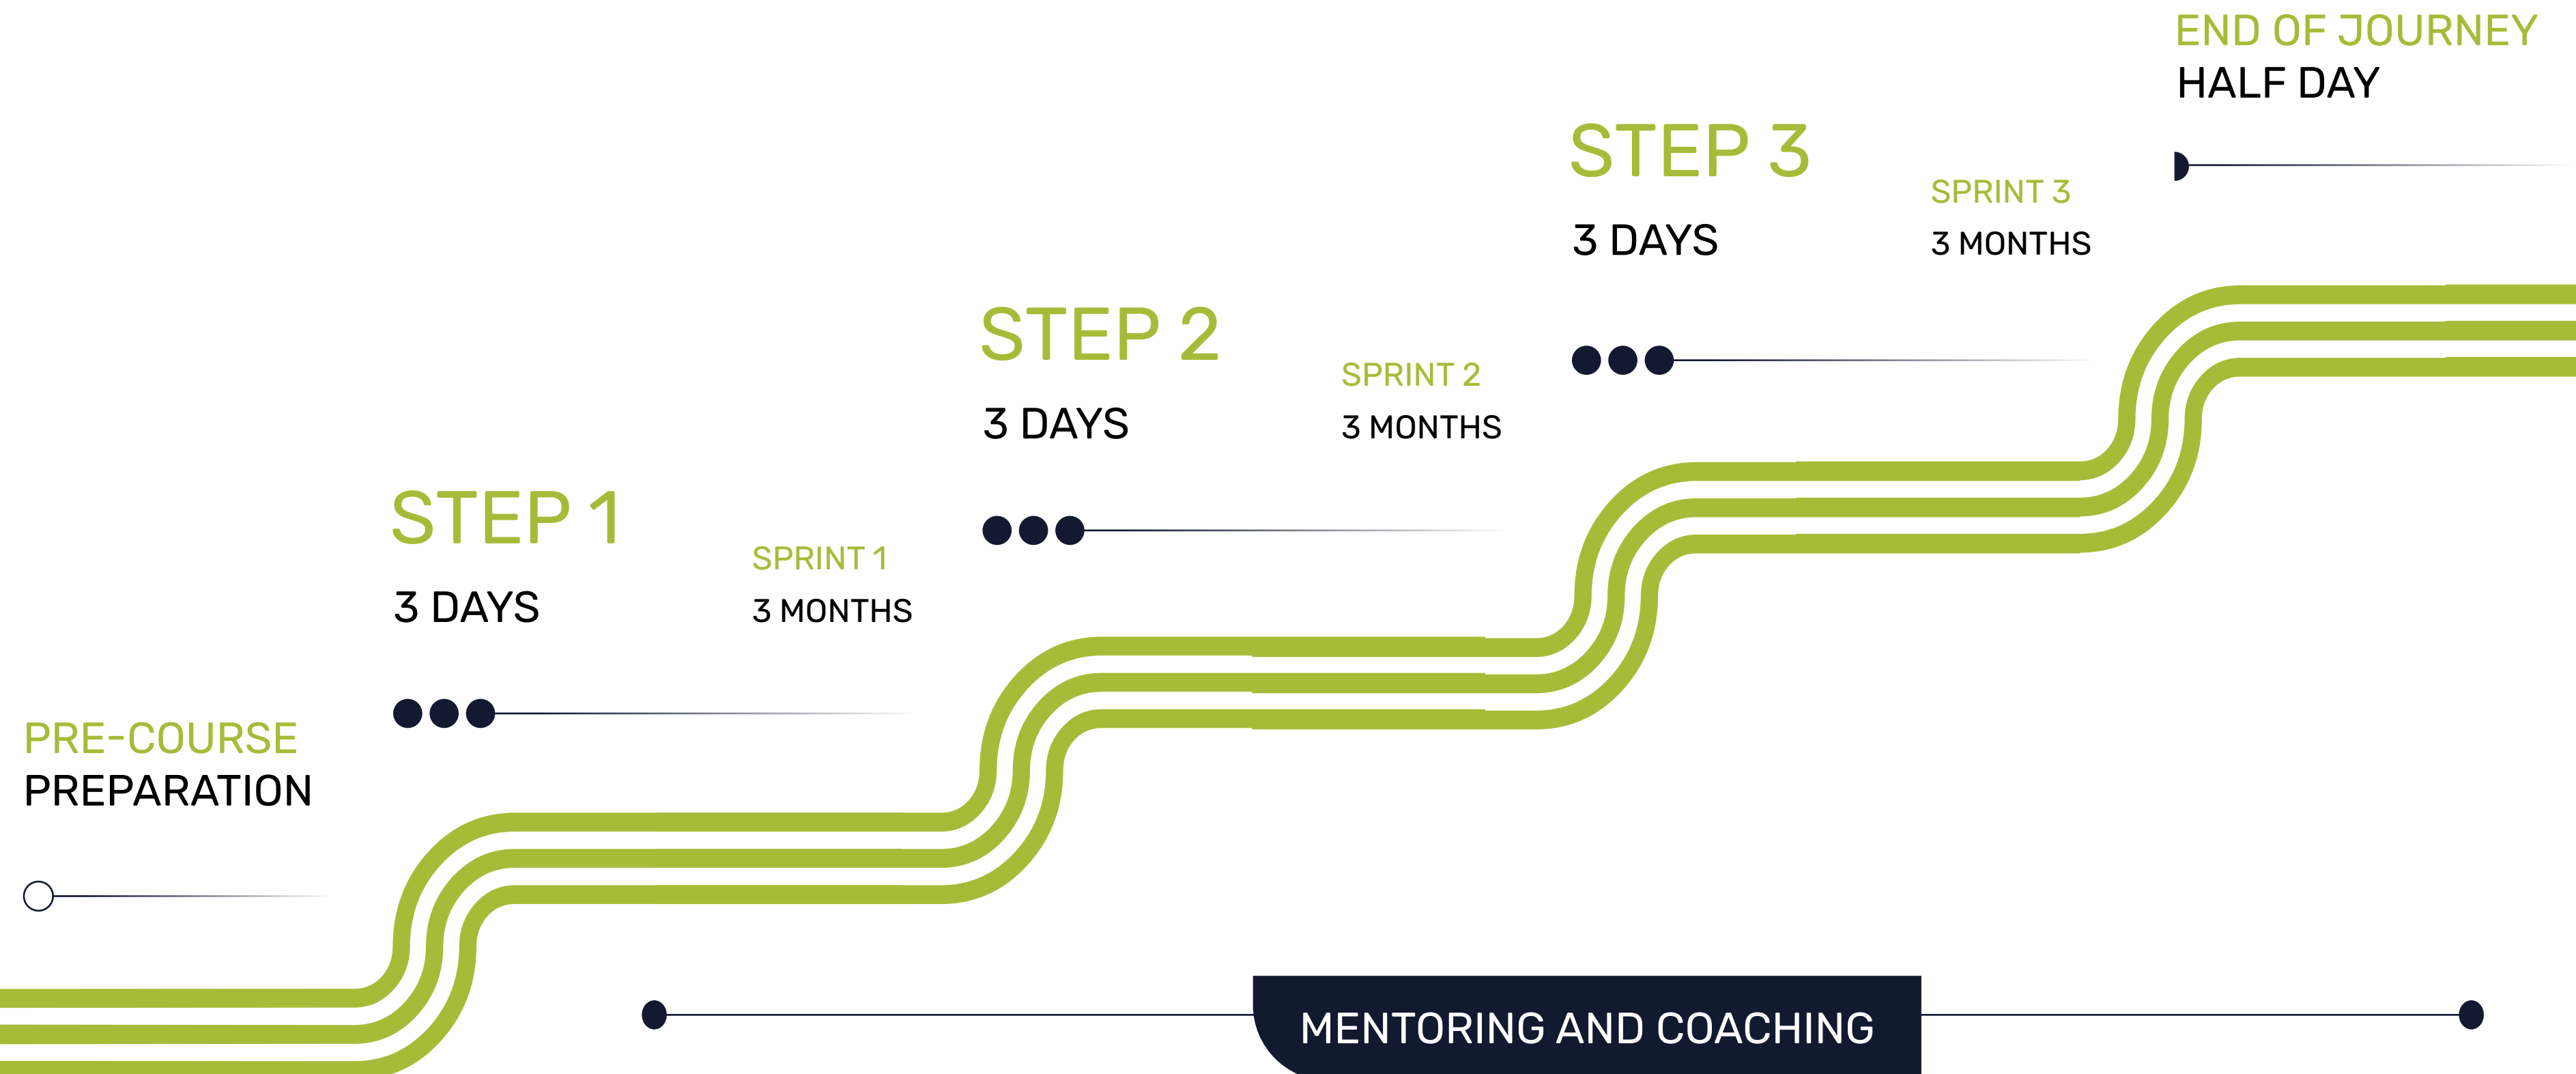 PRE-COURSE
PREPARATION
STEP 1
3 DAYS
SPRINT 1
3 MONTHS
STEP 2
3 DAYS
SPRINT 2
3 MONTHS
STEP 3
3 DAYS
SPRINT 3
3 MONTHS
END OF JOURNEY
HALF DAY
MENTORING AND COACHING